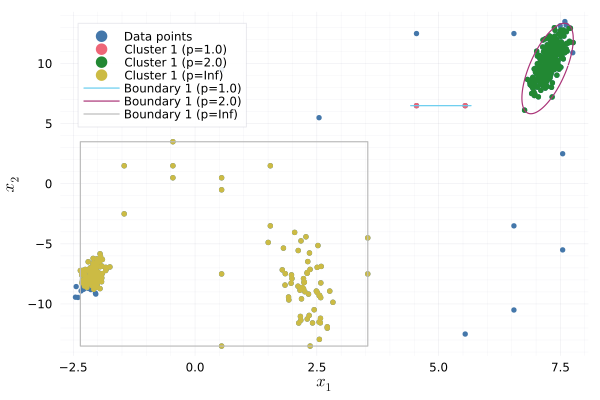 Data points
Cluster 1 (p=1.0)
Cluster 1 (p=2.0)
Cluster 1 (p=Inf)
Boundary 1 (p=1.0)
Boundary 1 (p=2.0)
Boundary 1 (p=Inf)
10
5
0
−5
−10
x₂
−2.5 0.0 2.5 5.0 7.5
x₁